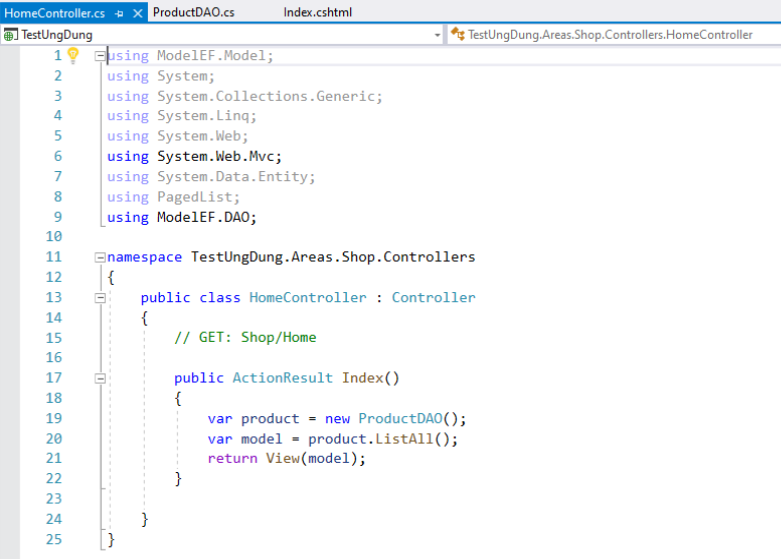 HomeController.cs ProductDAO.cs Index.cshtml
TestUngDung TestUngDung.Areas.Shop.Controllers.HomeController
1 using ModelEF.Model;
2 using System;
3 using System.Collections.Generic;
4 using System.Linq;
5 using System.Web;
6 using System.Web.Mvc;
7 using System.Data.Entity;
8 using PagedList;
9 using ModelEF.DAO;
10
11 namespace TestUngDung.Areas.Shop.Controllers
12 {
13 public class HomeController : Controller
14 {
15 // GET: Shop/Home
16
17 public ActionResult Index()
18 {
19 var product = new ProductDAO();
20 var model = product.ListAll();
21 return View(model);
22 }
23
24 }
25 }